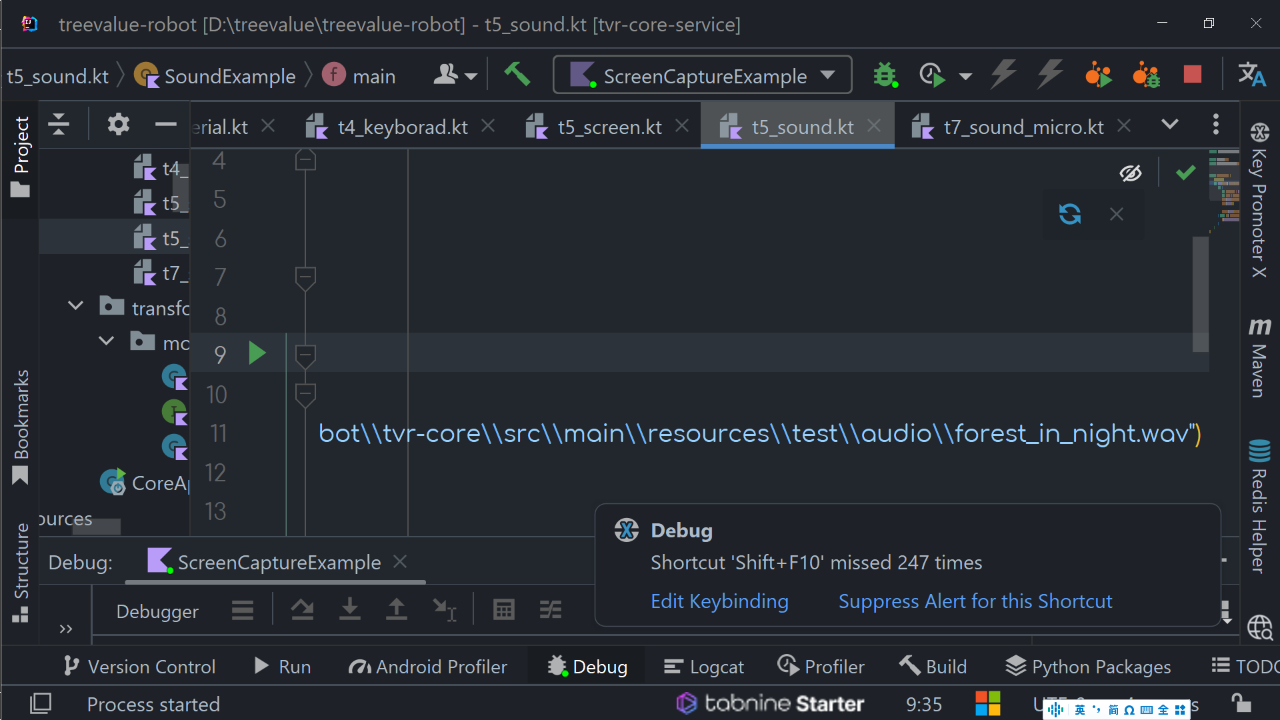 treevalue-robot [D:\treevalue\treevalue-robot] - t5_sound.kt [tvr-core-service]
t5_sound.kt SoundExample main ScreenCaptureExample
erial.kt t4_keyborad.kt t5_screen.kt t5_sound.kt t7_sound_micro.kt
Project
Bookmarks
Structure
t4_
t5_
t5_
t7_
transfo
mo
CoreAp
ources
4
5
6
7
8
9
10
11 bot\\tvr-core\\src\\main\\resources\\test\\audio\\forest_in_night.wav")
12
13
Key Promoter X
Maven
Redis Helper
Debug
Shortcut 'Shift+F10' missed 247 times
Edit Keybinding Suppress Alert for this Shortcut
Debug: ScreenCaptureExample
Debugger
Version Control Run Android Profiler Debug Logcat Profiler Build Python Packages TODO
Process started tabnine Starter 9:35
英 简 全